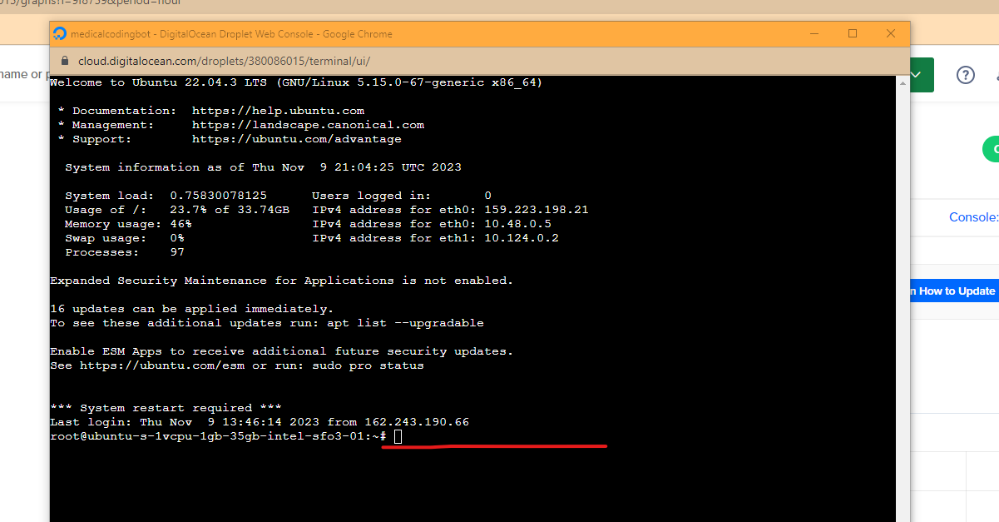 medicalcodingbot - DigitalOcean Droplet Web Console - Google Chrome
cloud.digitalocean.com/droplets/380086015/terminal/ui/
name or
Welcome to Ubuntu 22.04.3 LTS (GNU/Linux 5.15.0-67-generic x86_64)
* Documentation: https://help.ubuntu.com
* Management: https://landscape.canonical.com
* Support: https://ubuntu.com/advantage
System information as of Thu Nov 9 21:04:25 UTC 2023
System load: 0.75830078125 Users logged in: 0
Usage of /: 23.7% of 33.74GB IPv4 address for eth0: 159.223.198.21
Memory usage: 46% IPv4 address for eth0: 10.48.0.5
Swap usage: 0% IPv4 address for eth1: 10.124.0.2
Processes: 97
Console:
Expanded Security Maintenance for Applications is not enabled.
How to Update
16 updates can be applied immediately.
To see these additional updates run: apt list --upgradable
Enable ESM Apps to receive additional future security updates.
See https://ubuntu.com/esm or run: sudo pro status
*** System restart required ***
Last login: Thu Nov 9 13:46:14 2023 from 162.243.190.66
root@ubuntu-s-1vcpu-1gb-35gb-intel-sfo3-01:~#